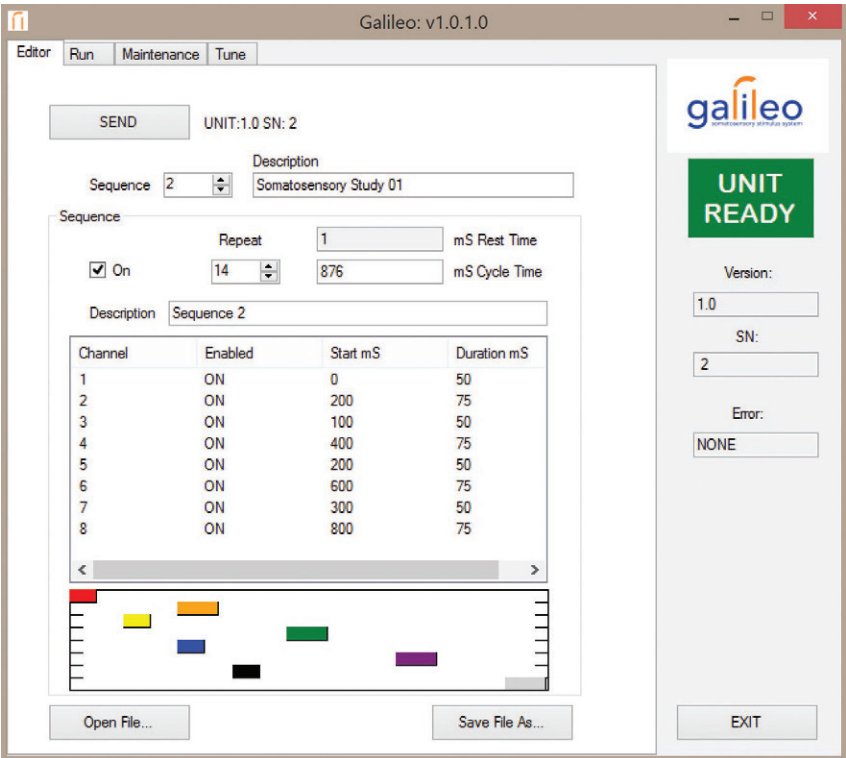 Galileo: v1.0.1.0
Editor Run Maintenance Tune
SEND UNIT:1.0 SN: 2
Description
Sequence 2 Somatosensory Study 01
Sequence
Repeat 1 mS Rest Time
On 14 876 mS Cycle Time
Description Sequence 2
Channel Enabled Start mS Duration mS
1 ON 0 50
2 ON 200 75
3 ON 100 50
4 ON 400 75
5 ON 200 50
6 ON 600 75
7 ON 300 50
8 ON 800 75
Open File... Save File As...
galileo
somatosensory stimulus system
UNIT
READY
Version:
1.0
SN:
2
Error:
NONE
EXIT